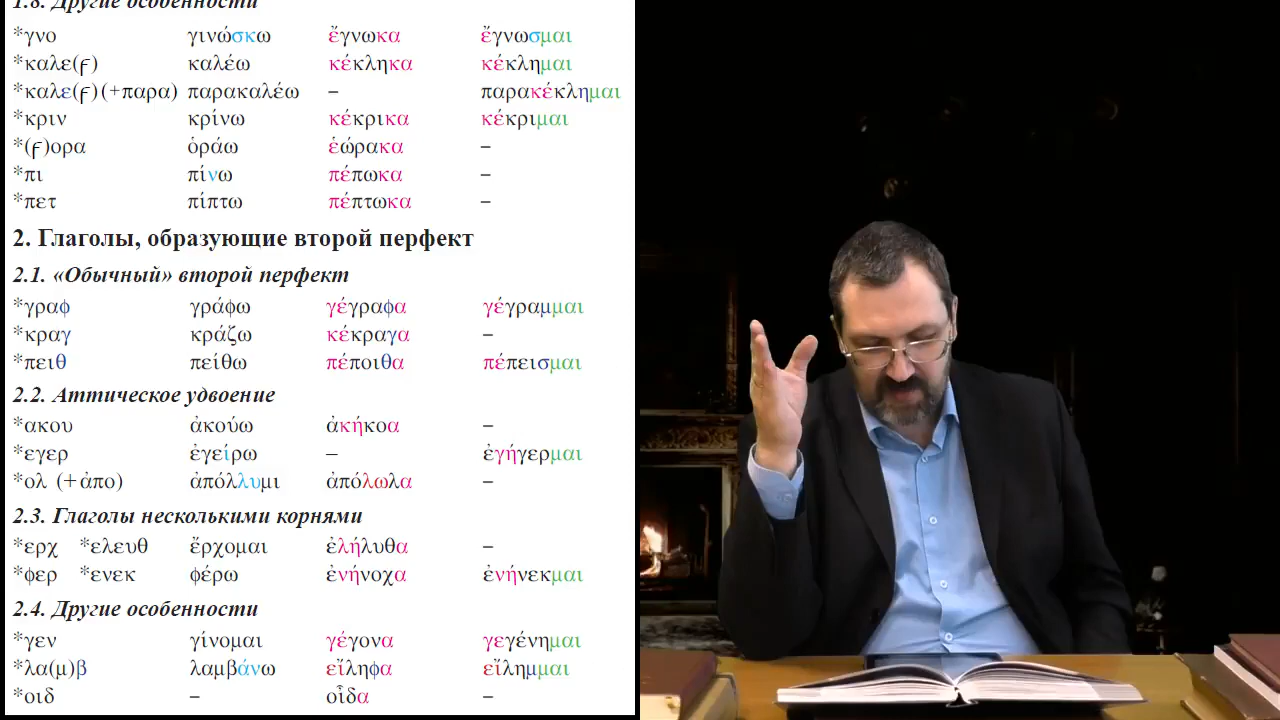 1.8. Другие особенности
*γνο γινώσκω ἔγνωκα ἔγνωσμαι
*καλε(ϝ) καλέω κέκληκα κέκλημαι
*καλε(ϝ) (+παρα) παρακαλέω – παρακέκλημαι
*κριν κρίνω κέκρικα κέκριμαι
*(ϝ)ορα ὁράω ἑώρακα –
*πι πίνω πέπωκα –
*πετ πίπτω πέπτωκα –
2. Глаголы, образующие второй перфект
2.1. «Обычный» второй перфект
*γραφ γράφω γέγραφα γέγραμμαι
*κραγ κράζω κέκραγα –
*πειθ πείθω πέποιθα πέπεισμαι
2.2. Аттическое удвоение
*ακου ἀκούω ἀκήκοα –
*εγερ ἐγείρω – ἐγήγερμαι
*ολ (+ἀπο) ἀπόλλυμι ἀπόλωλα –
2.3. Глаголы несколькими корнями
*ερχ *ελευθ ἔρχομαι ἐλήλυθα –
*φερ *ενεκ φέρω ἐνήνοχα ἐνήνεκμαι
2.4. Другие особенности
*γεν γίνομαι γέγονα γεγένημαι
*λα(μ)β λαμβάνω εἴληφα εἴλημμαι
*οιδ – οἶδα –